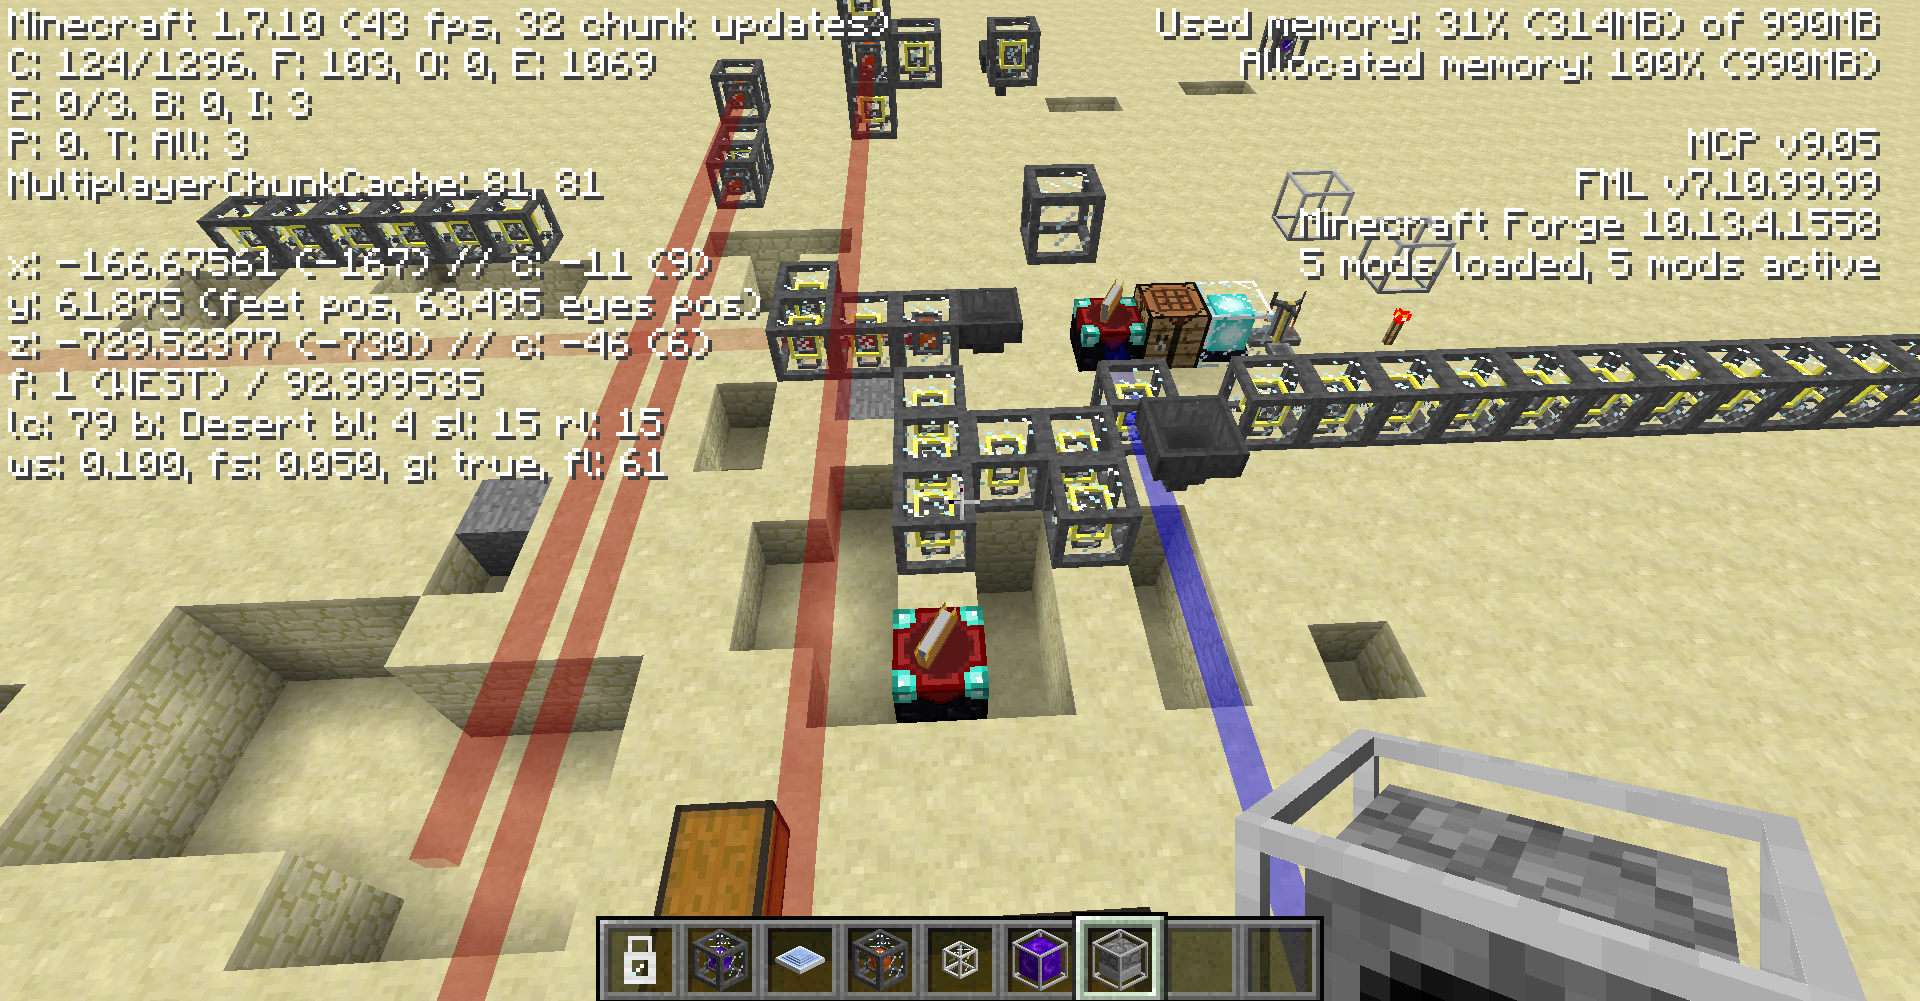 Minecraft 1.7.10 (43 fps, 32 chunk updates)
C: 124/1296. F: 103, O: 0, E: 1069
E: 0/3. B: 0, I: 3
P: 0. T: All: 3
MultiplayerChunkCache: 81, 81
x: -166.67561 (-167) // c: -11 (9)
y: 61.875 (feet pos, 63.495 eyes pos)
z: -729.52377 (-730) // c: -46 (6)
f: 1 (WEST) / 92.999535
lc: 79 b: Desert bl: 4 sl: 15 rl: 15
ws: 0.100, fs: 0.050, g: true, fl: 61
Used memory: 31% (314MB) of 990MB
Allocated memory: 100% (990MB)
MCP v9.05
FML v7.10.99.99
Minecraft Forge 10.13.4.1558
5 mods loaded, 5 mods active